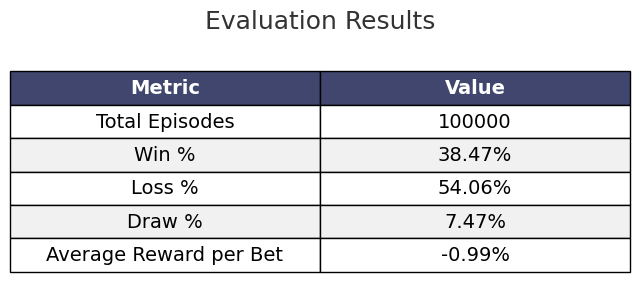 Evaluation Results
Metric Value
Total Episodes 100000
Win % 38.47%
Loss % 54.06%
Draw % 7.47%
Average Reward per Bet -0.99%